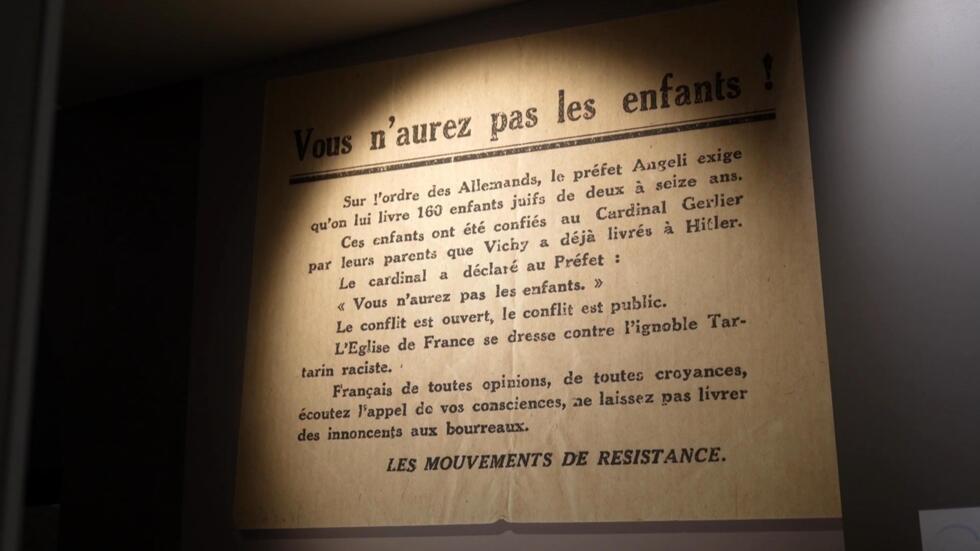 Vous n'aurez pas les enfants !
Sur l'ordre des Allemands, le préfet Angeli exige
qu'on lui livre 160 enfants juifs de deux à seize ans.
Ces enfants ont été confiés au Cardinal Gerlier
par leurs parents que Vichy a déjà livrés à Hitler.
Le cardinal a déclaré au Préfet :
« Vous n'aurez pas les enfants. »
Le conflit est ouvert, le conflit est public.
L'Eglise de France se dresse contre l'ignoble Tar-
tarin raciste.
Français de toutes opinions, de toutes croyances,
écoutez l'appel de vos consciences, ne laissez pas livrer
des innoncents aux bourreaux.
LES MOUVEMENTS DE RESISTANCE.